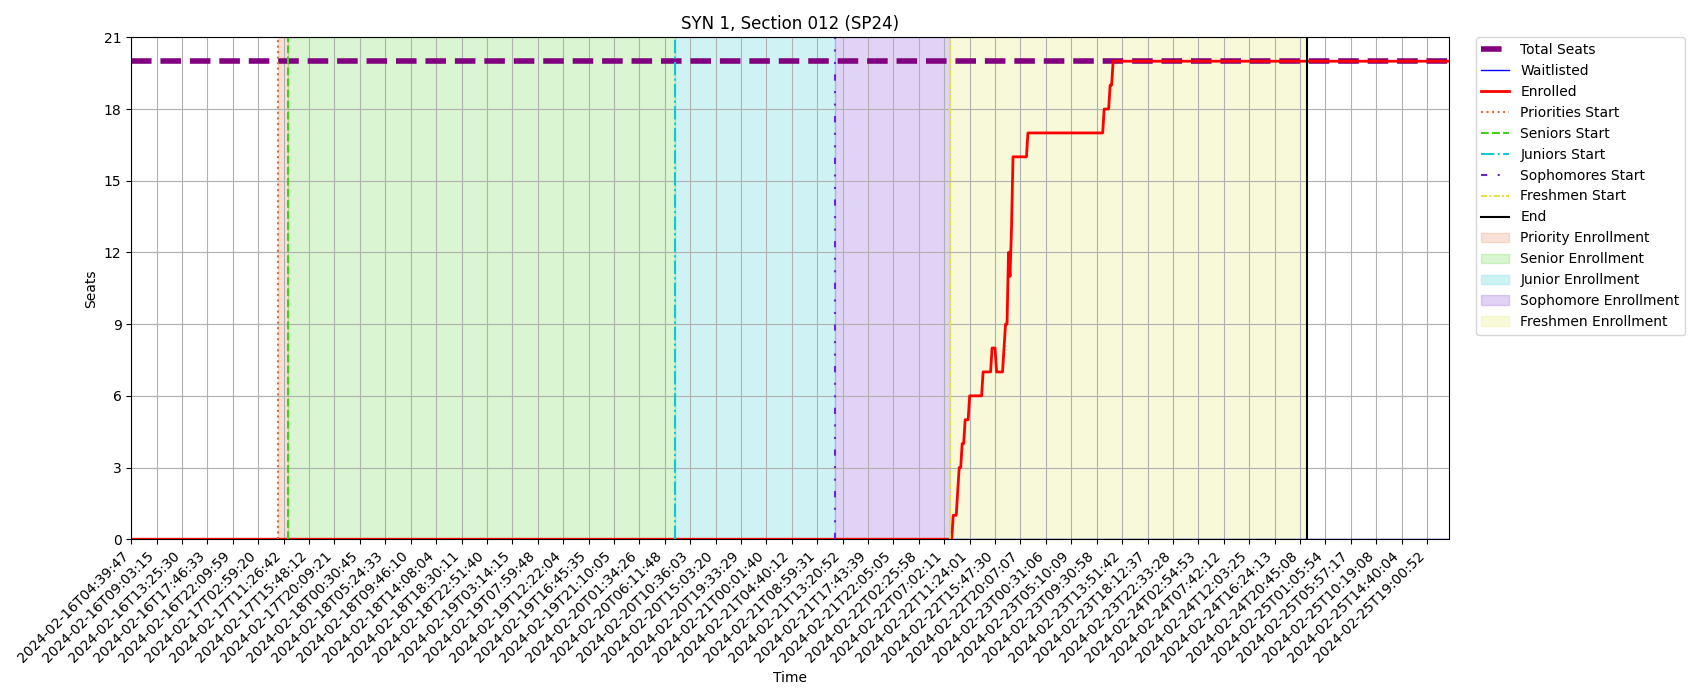 SYN 1, Section 012 (SP24)
21
18
15
12
9
6
3
0
Seats
2024-02-16T04:39:47
2024-02-16T09:03:15
2024-02-16T13:25:30
2024-02-16T17:46:33
2024-02-16T22:09:59
2024-02-17T02:59:20
2024-02-17T11:26:42
2024-02-17T15:48:12
2024-02-17T20:09:21
2024-02-18T00:30:45
2024-02-18T05:24:33
2024-02-18T09:46:10
2024-02-18T14:08:04
2024-02-18T18:30:11
2024-02-18T22:51:40
2024-02-19T03:14:15
2024-02-19T07:59:48
2024-02-19T12:22:04
2024-02-19T16:45:35
2024-02-19T21:10:05
2024-02-20T01:34:26
2024-02-20T06:11:48
2024-02-20T10:36:03
2024-02-20T15:03:20
2024-02-20T19:33:29
2024-02-21T00:01:40
2024-02-21T04:40:12
2024-02-21T08:59:31
2024-02-21T13:20:52
2024-02-21T17:43:39
2024-02-21T22:05:05
2024-02-22T02:25:58
2024-02-22T07:02:11
2024-02-22T11:24:01
2024-02-22T15:47:30
2024-02-22T20:07:07
2024-02-23T00:31:06
2024-02-23T05:10:09
2024-02-23T09:30:58
2024-02-23T13:51:42
2024-02-23T18:12:37
2024-02-23T22:33:28
2024-02-24T02:54:53
2024-02-24T07:42:12
2024-02-24T12:03:25
2024-02-24T16:24:13
2024-02-24T20:45:08
2024-02-25T01:05:54
2024-02-25T05:57:17
2024-02-25T10:19:08
2024-02-25T14:40:04
2024-02-25T19:00:52
Time
Total Seats
Waitlisted
Enrolled
Priorities Start
Seniors Start
Juniors Start
Sophomores Start
Freshmen Start
End
Priority Enrollment
Senior Enrollment
Junior Enrollment
Sophomore Enrollment
Freshmen Enrollment